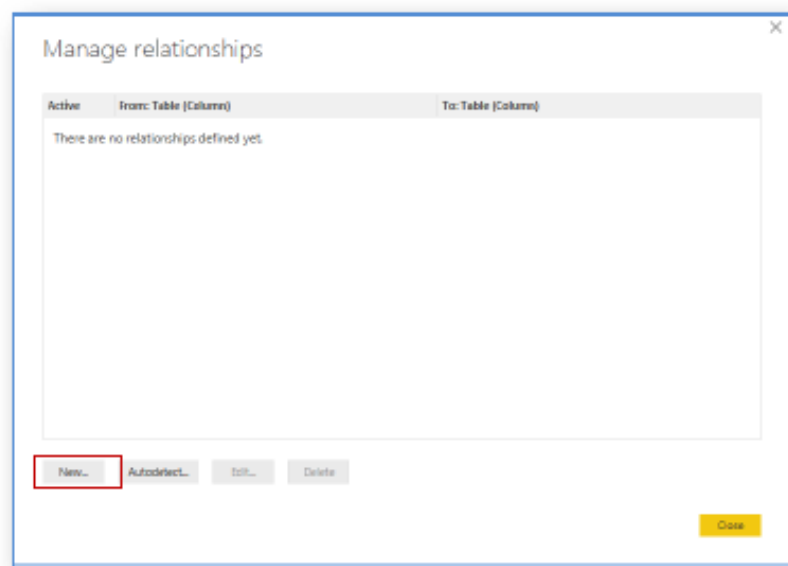 Manage relationships
Active From: Table (Column) To: Table (Column)
There are no relationships defined yet.
New... Autodetect... Edit... Delete
Close